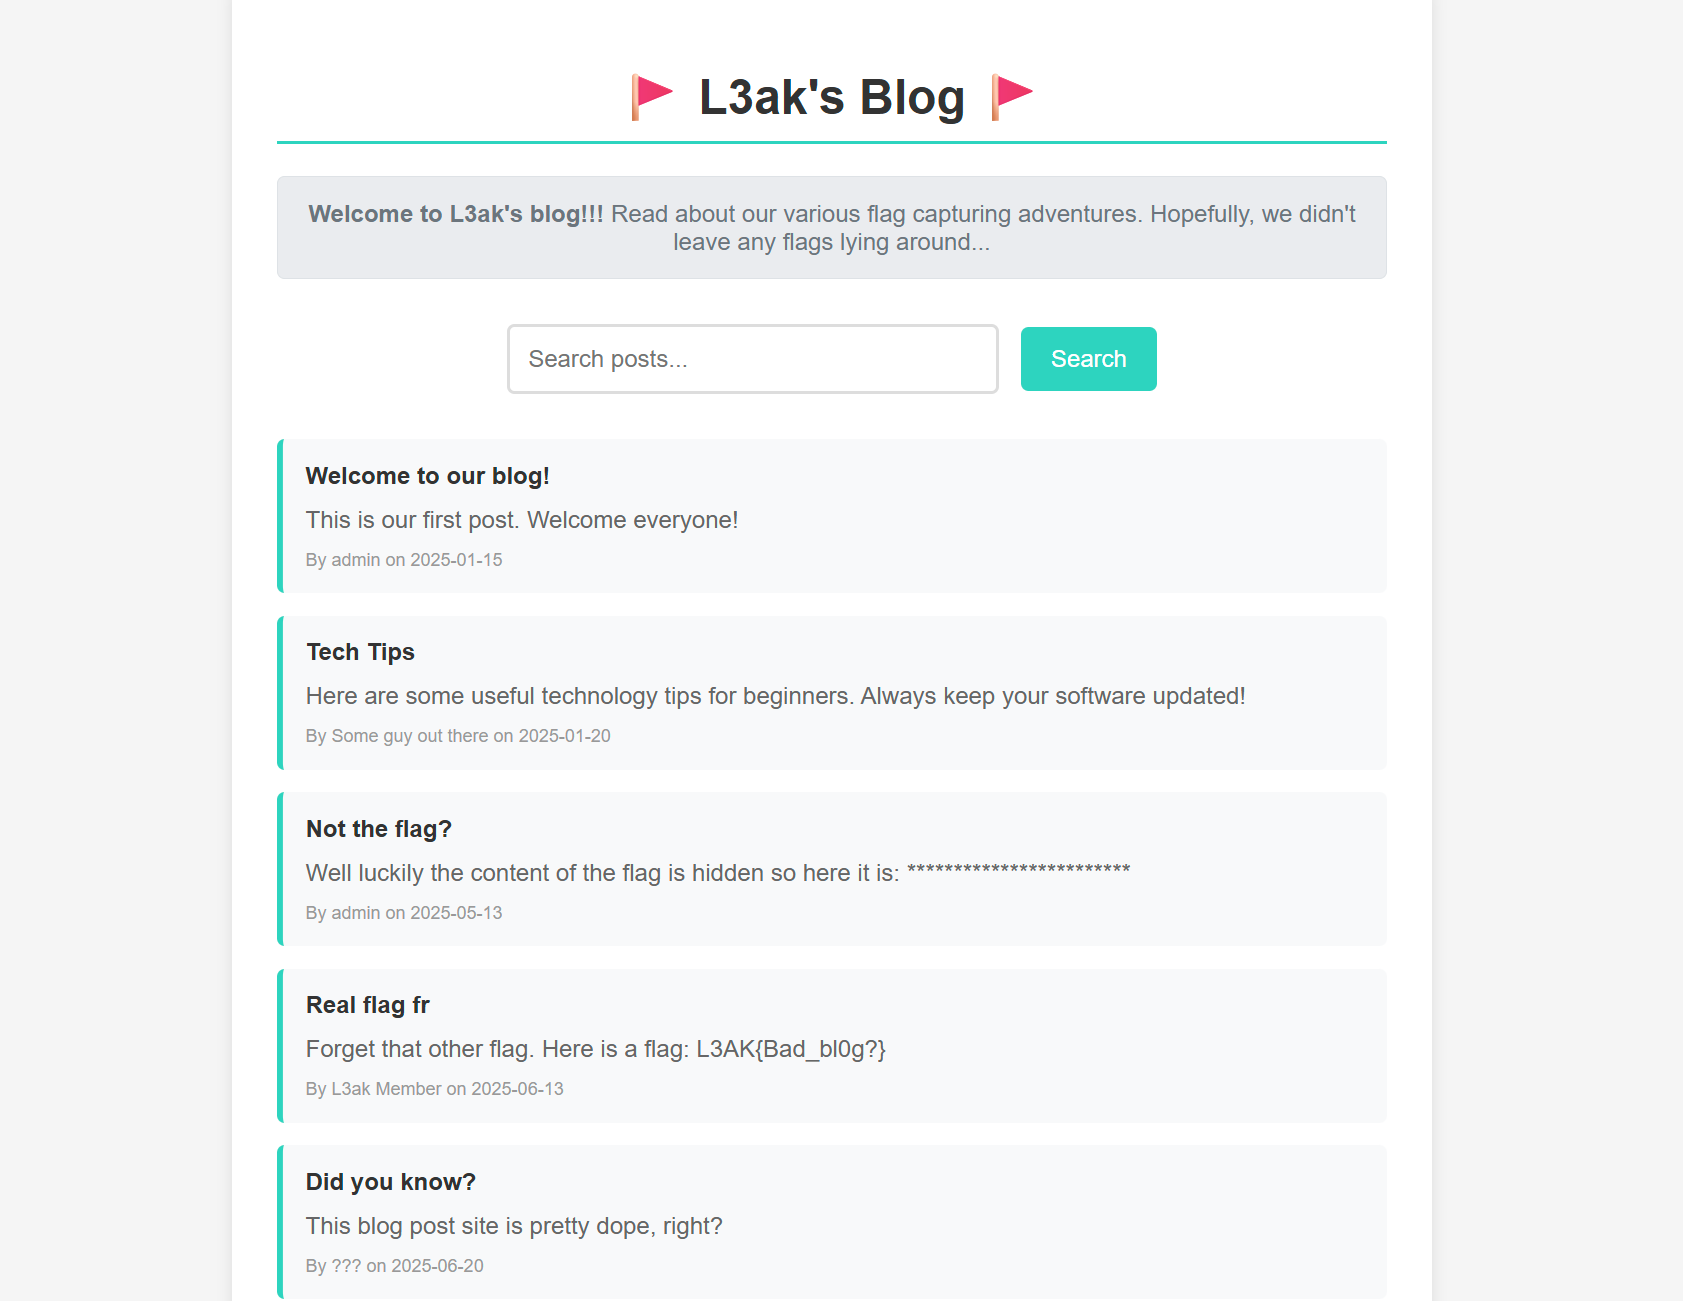 L3ak's Blog
Welcome to L3ak's blog!!! Read about our various flag capturing adventures. Hopefully, we didn't
leave any flags lying around...
Search posts...
Search
Welcome to our blog!
This is our first post. Welcome everyone!
By admin on 2025-01-15
Tech Tips
Here are some useful technology tips for beginners. Always keep your software updated!
By Some guy out there on 2025-01-20
Not the flag?
Well luckily the content of the flag is hidden so here it is: ************************
By admin on 2025-05-13
Real flag fr
Forget that other flag. Here is a flag: L3AK{Bad_bl0g?}
By L3ak Member on 2025-06-13
Did you know?
This blog post site is pretty dope, right?
By ??? on 2025-06-20